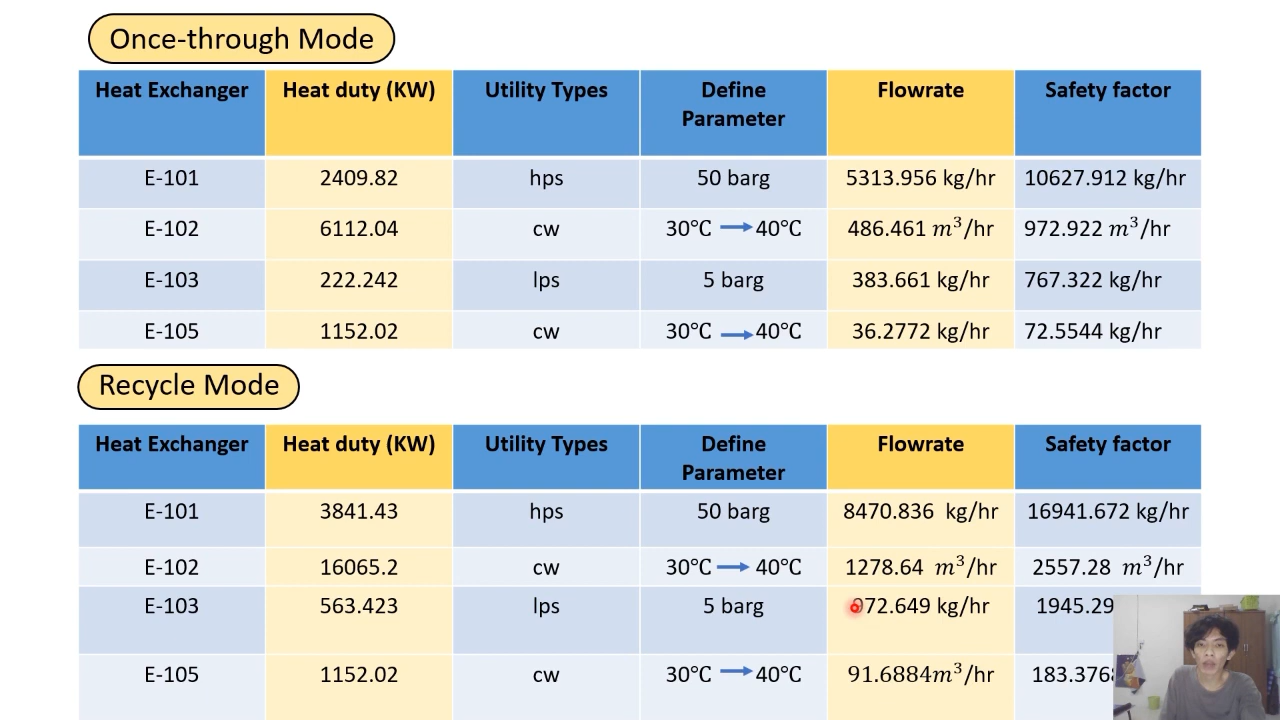 Once-through Mode
Heat Exchanger Heat duty (KW) Utility Types Define Parameter Flowrate Safety factor
E-101 2409.82 hps 50 barg 5313.956 kg/hr 10627.912 kg/hr
E-102 6112.04 cw 30℃ → 40℃ 486.461 m³/hr 972.922 m³/hr
E-103 222.242 lps 5 barg 383.661 kg/hr 767.322 kg/hr
E-105 1152.02 cw 30℃ → 40℃ 36.2772 kg/hr 72.5544 kg/hr
Recycle Mode
Heat Exchanger Heat duty (KW) Utility Types Define Parameter Flowrate Safety factor
E-101 3841.43 hps 50 barg 8470.836 kg/hr 16941.672 kg/hr
E-102 16065.2 cw 30℃ → 40℃ 1278.64 m³/hr 2557.28 m³/hr
E-103 563.423 lps 5 barg 972.649 kg/hr 1945.29
E-105 1152.02 cw 30℃ → 40℃ 91.6884m³/hr 183.376